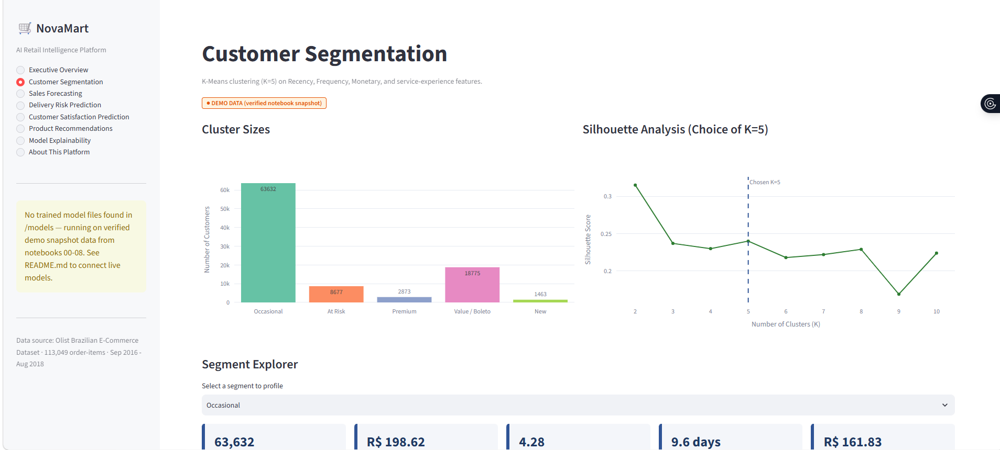 NovaMart
AI Retail Intelligence Platform
Executive Overview
Customer Segmentation
Sales Forecasting
Delivery Risk Prediction
Customer Satisfaction Prediction
Product Recommendations
Model Explainability
About This Platform
No trained model files found in
/models — running on verified
demo snapshot data from
notebooks 00-08. See
README.md to connect live
models.
Data source: Olist Brazilian E-Commerce
Dataset · 113,049 order-items · Sep 2016 -
Aug 2018
Customer Segmentation
K-Means clustering (K=5) on Recency, Frequency, Monetary, and service-experience features.
● DEMO DATA (verified notebook snapshot)
Cluster Sizes
Number of Customers
60k
50k
40k
30k
20k
10k
0
63632
8677
2873
18775
1463
Occasional
At Risk
Premium
Value / Boleto
New
Silhouette Analysis (Choice of K=5)
Chosen K=5
Silhouette Score
0.3
0.25
0.2
2
3
4
5
6
7
8
9
10
Number of Clusters (K)
Segment Explorer
Select a segment to profile
Occasional
63,632
R$ 198.62
4.28
9.6 days
R$ 161.83